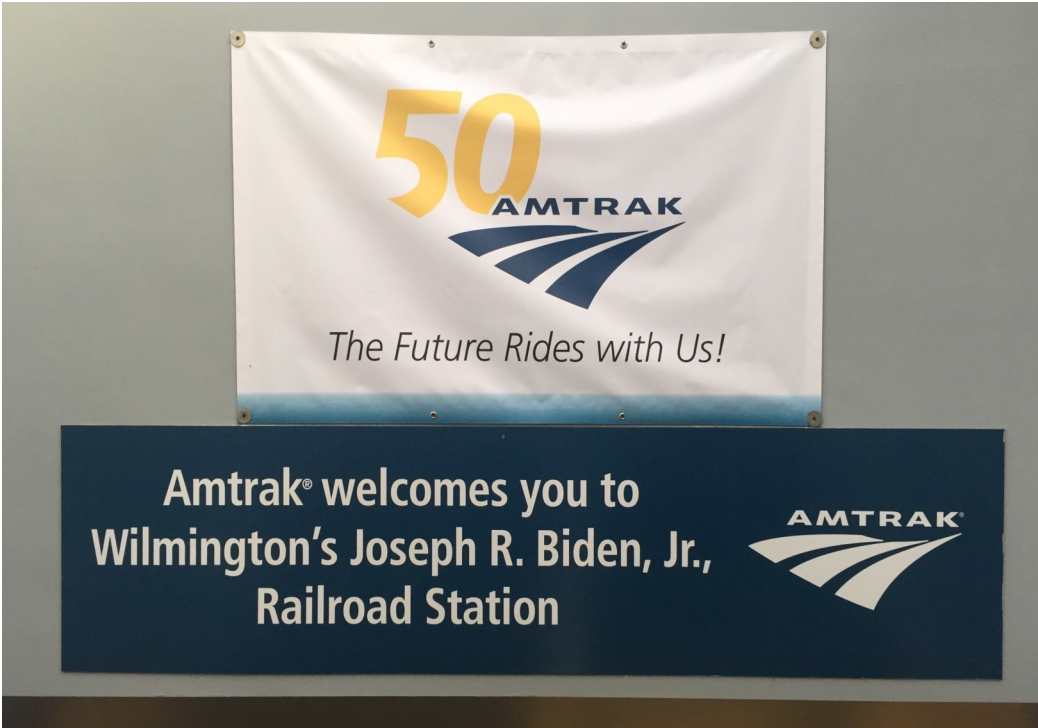 50
AMTRAK
The Future Rides with Us!
Amtrak® welcomes you to
Wilmington's Joseph R. Biden, Jr.,
Railroad Station
AMTRAK®